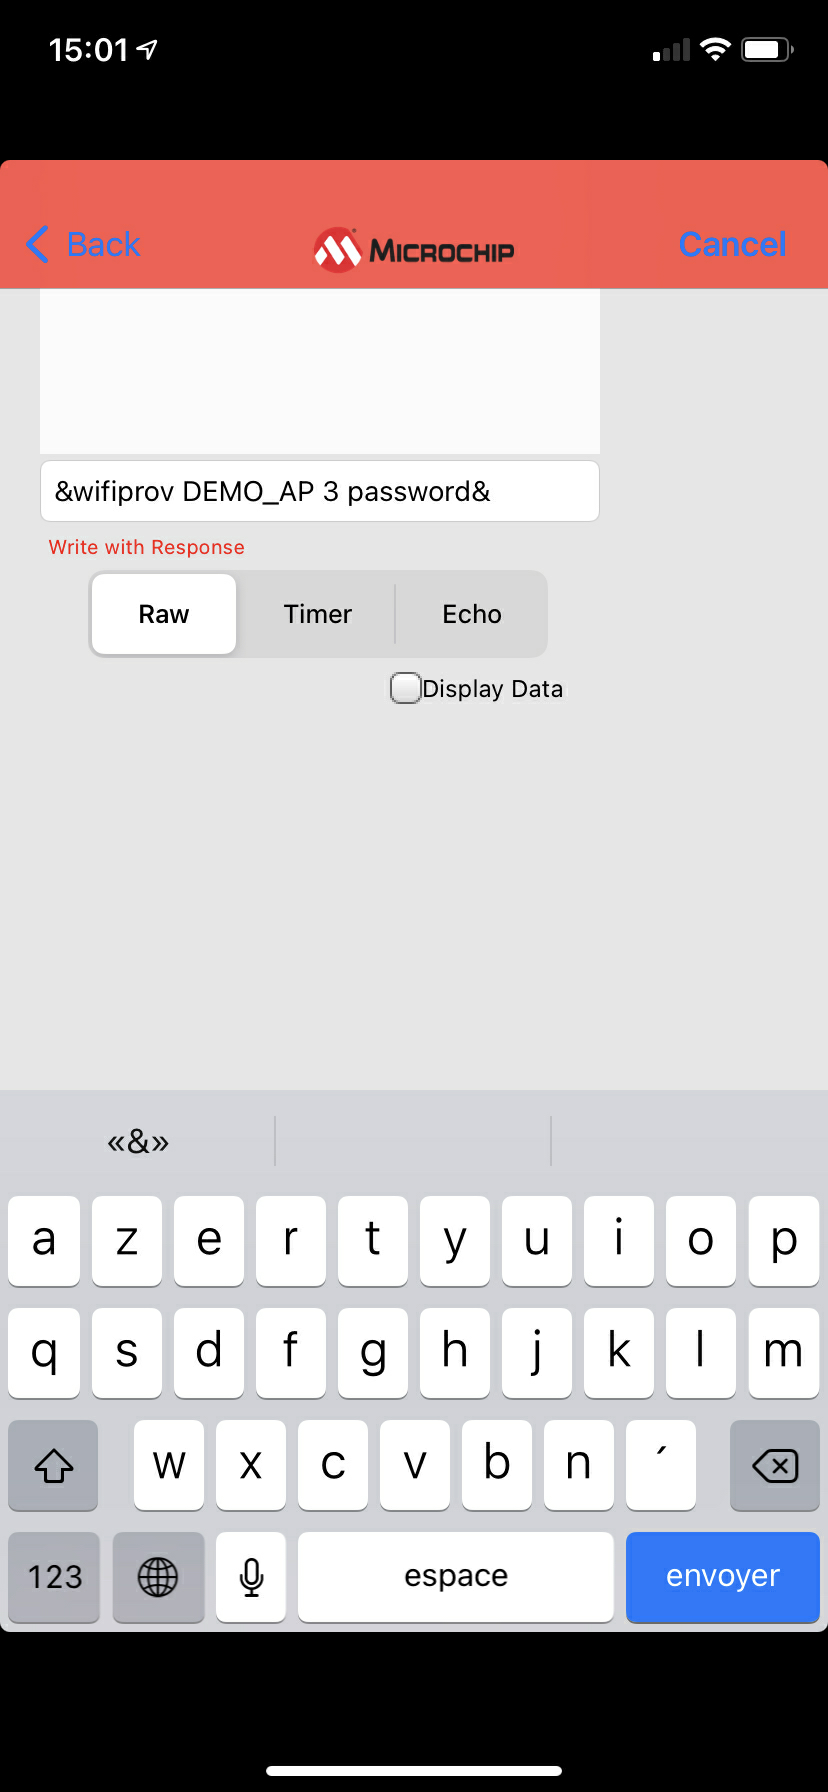 15:01
Back
MICROCHIP
Cancel
&wifiprov DEMO_AP 3 password&
Write with Response
Raw Timer Echo
Display Data
«&»
a z e r t y u i o p
q s d f g h j k l m
w x c v b n ´
123 espace envoyer